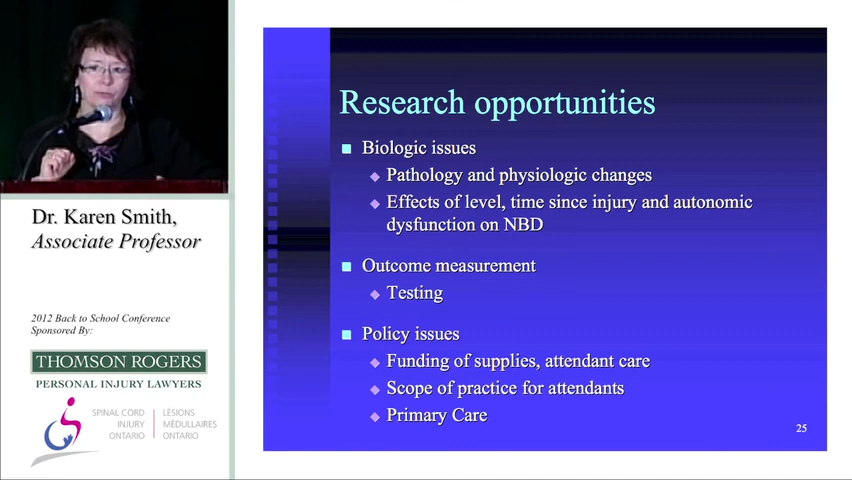 Dr. Karen Smith,
Associate Professor
2012 Back to School Conference
Sponsored By:
THOMSON ROGERS
PERSONAL INJURY LAWYERS
SPINAL CORD
INJURY
ONTARIO
LÉSIONS
MÉDULLAIRES
ONTARIO
Research opportunities
Biologic issues
Pathology and physiologic changes
Effects of level, time since injury and autonomic
dysfunction on NBD
Outcome measurement
Testing
Policy issues
Funding of supplies, attendant care
Scope of practice for attendants
Primary Care
25